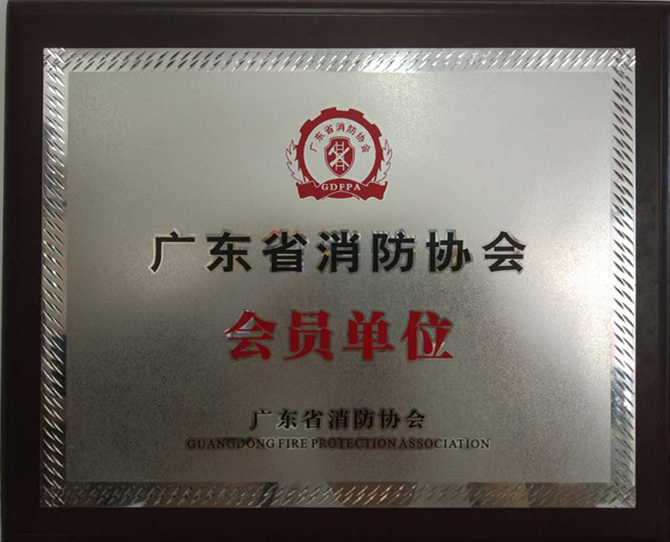 广东省消防协会
GDFPA
广东省消防协会
会员单位
广东省消防协会
GUANGDONG FIRE PROTECTION ASSOCIATION